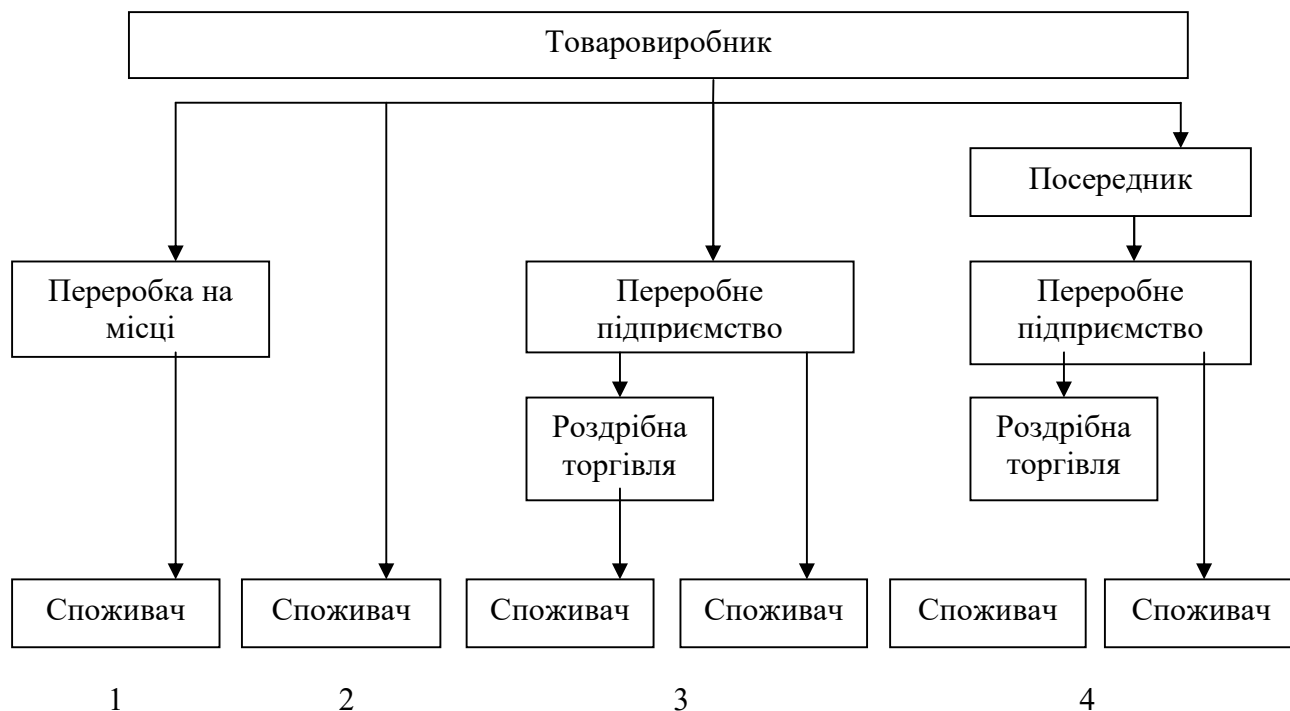 Товаровиробник
Посередник
Переробка на
місці
Переробне
підприємство
Переробне
підприємство
Роздрібна
торгівля
Роздрібна
торгівля
Споживач Споживач Споживач Споживач Споживач Споживач
1 2 3 4